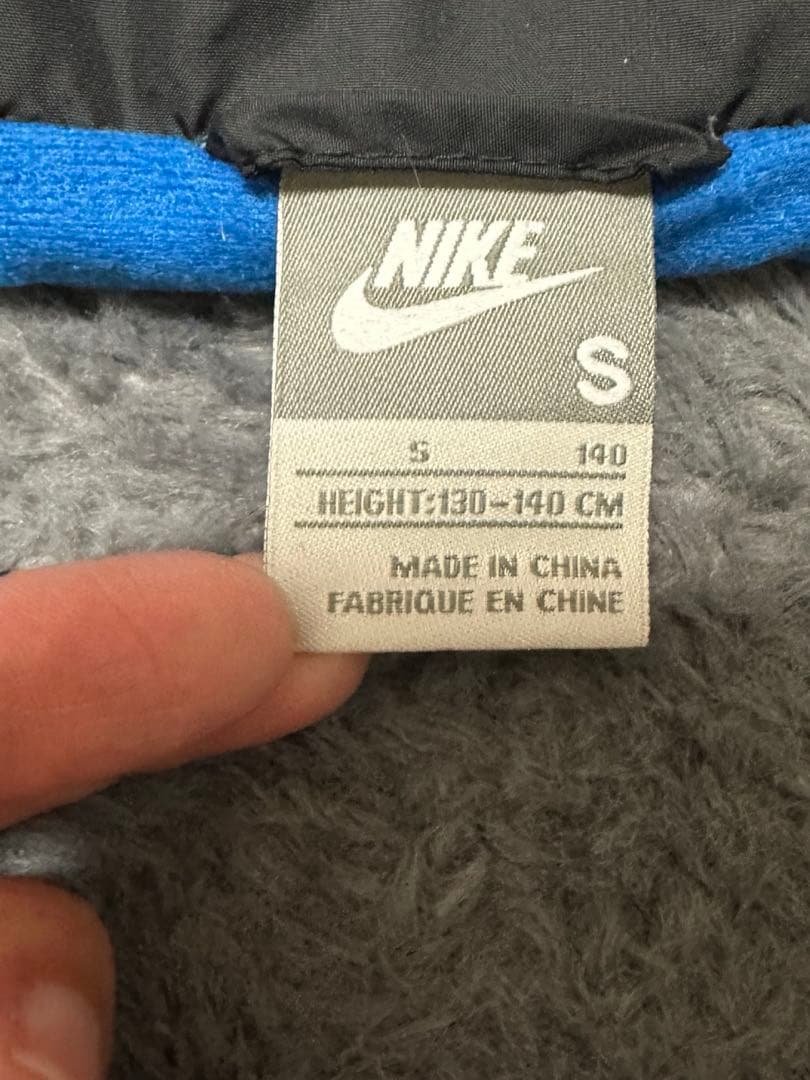 NIKE
S
S 140
HEIGHT:130-140 CM
MADE IN CHINA
FABRIQUE EN CHINE